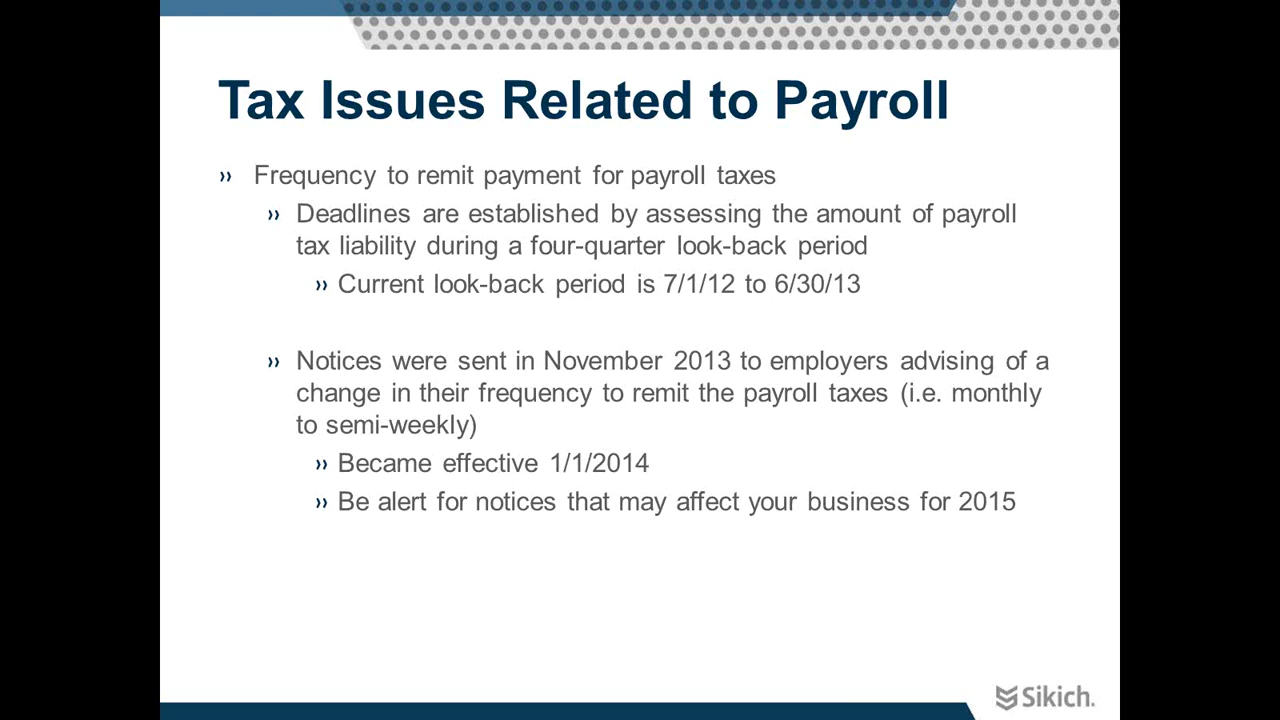 Tax Issues Related to Payroll
» Frequency to remit payment for payroll taxes
» Deadlines are established by assessing the amount of payroll
tax liability during a four-quarter look-back period
» Current look-back period is 7/1/12 to 6/30/13
» Notices were sent in November 2013 to employers advising of a
change in their frequency to remit the payroll taxes (i.e. monthly
to semi-weekly)
» Became effective 1/1/2014
» Be alert for notices that may affect your business for 2015
Sikich.